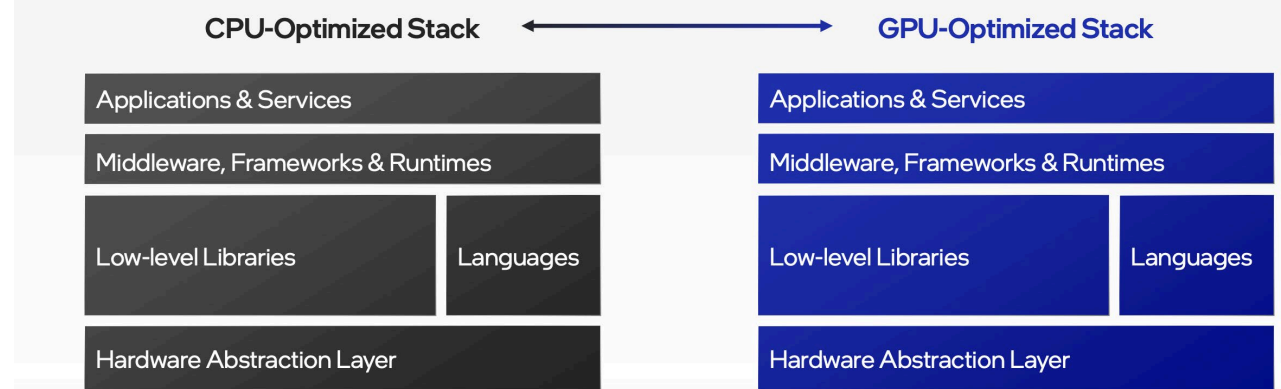 CPU-Optimized Stack
GPU-Optimized Stack
Applications & Services
Middleware, Frameworks & Runtimes
Low-level Libraries
Languages
Hardware Abstraction Layer
Applications & Services
Middleware, Frameworks & Runtimes
Low-level Libraries
Languages
Hardware Abstraction Layer